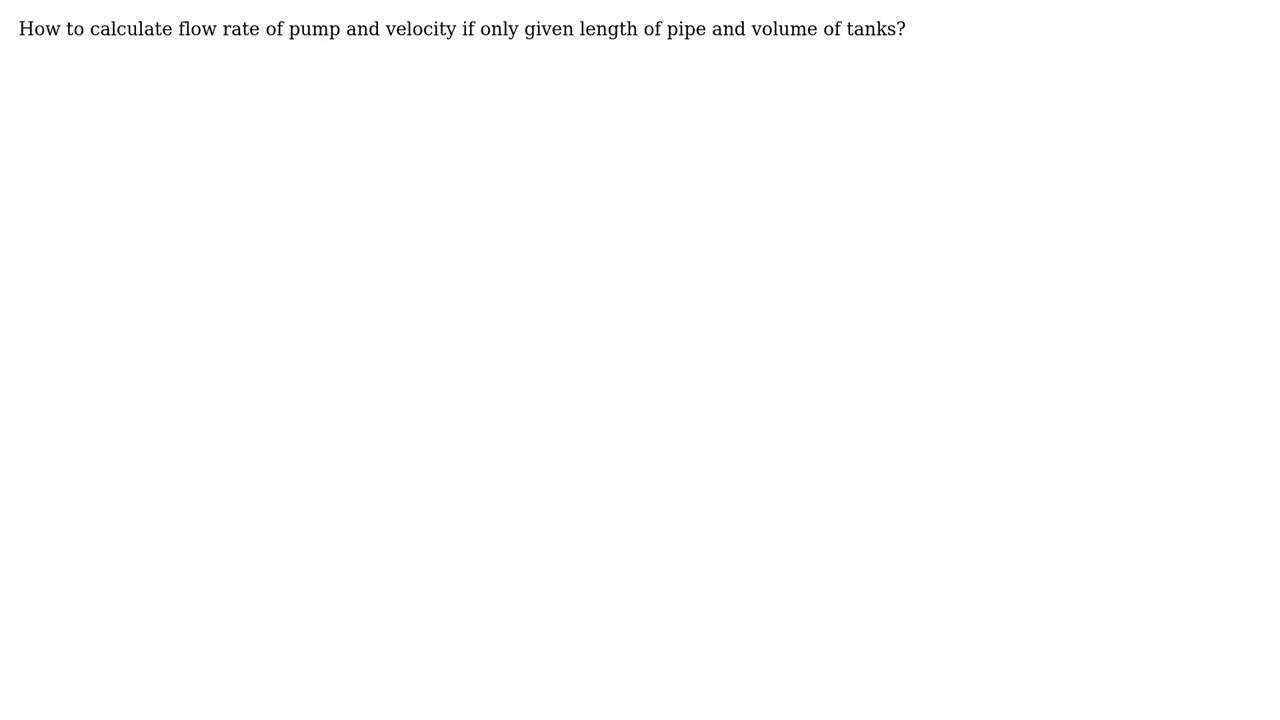 How to calculate flow rate of pump and velocity if only given length of pipe and volume of tanks?